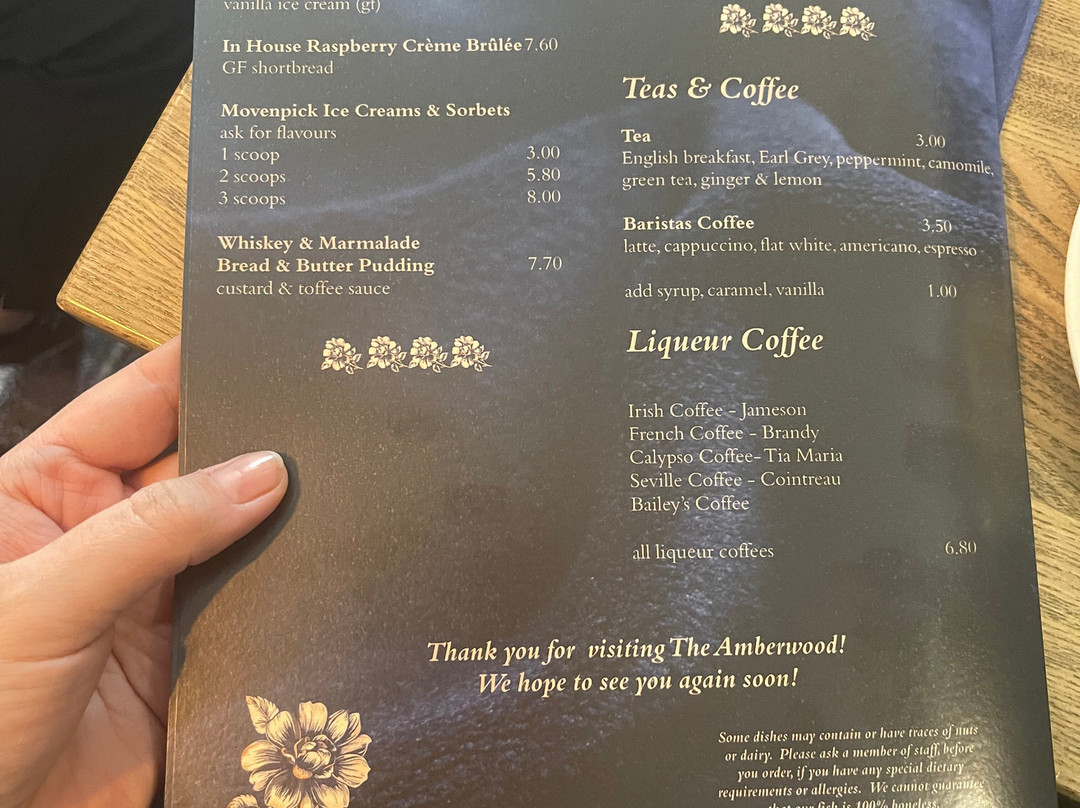 vanilla ice cream (gf)
In House Raspberry Crème Brûlée 7.60
GF shortbread
Movenpick Ice Creams & Sorbets
ask for flavours
1 scoop 3.00
2 scoops 5.80
3 scoops 8.00
Whiskey & Marmalade
Bread & Butter Pudding 7.70
custard & toffee sauce
Teas & Coffee
Tea 3.00
English breakfast, Earl Grey, peppermint, camomile,
green tea, ginger & lemon
Baristas Coffee 3.50
latte, cappuccino, flat white, americano, espresso
add syrup, caramel, vanilla 1.00
Liqueur Coffee
Irish Coffee - Jameson
French Coffee - Brandy
Calypso Coffee- Tia Maria
Seville Coffee - Cointreau
Bailey's Coffee
all liqueur coffees 6.80
Thank you for visiting The Amberwood!
We hope to see you again soon!
Some dishes may contain or have traces of nuts
or dairy. Please ask a member of staff, before
you order, if you have any special dietary
requirements or allergies. We cannot guarantee
that our fish is 100% boneless.